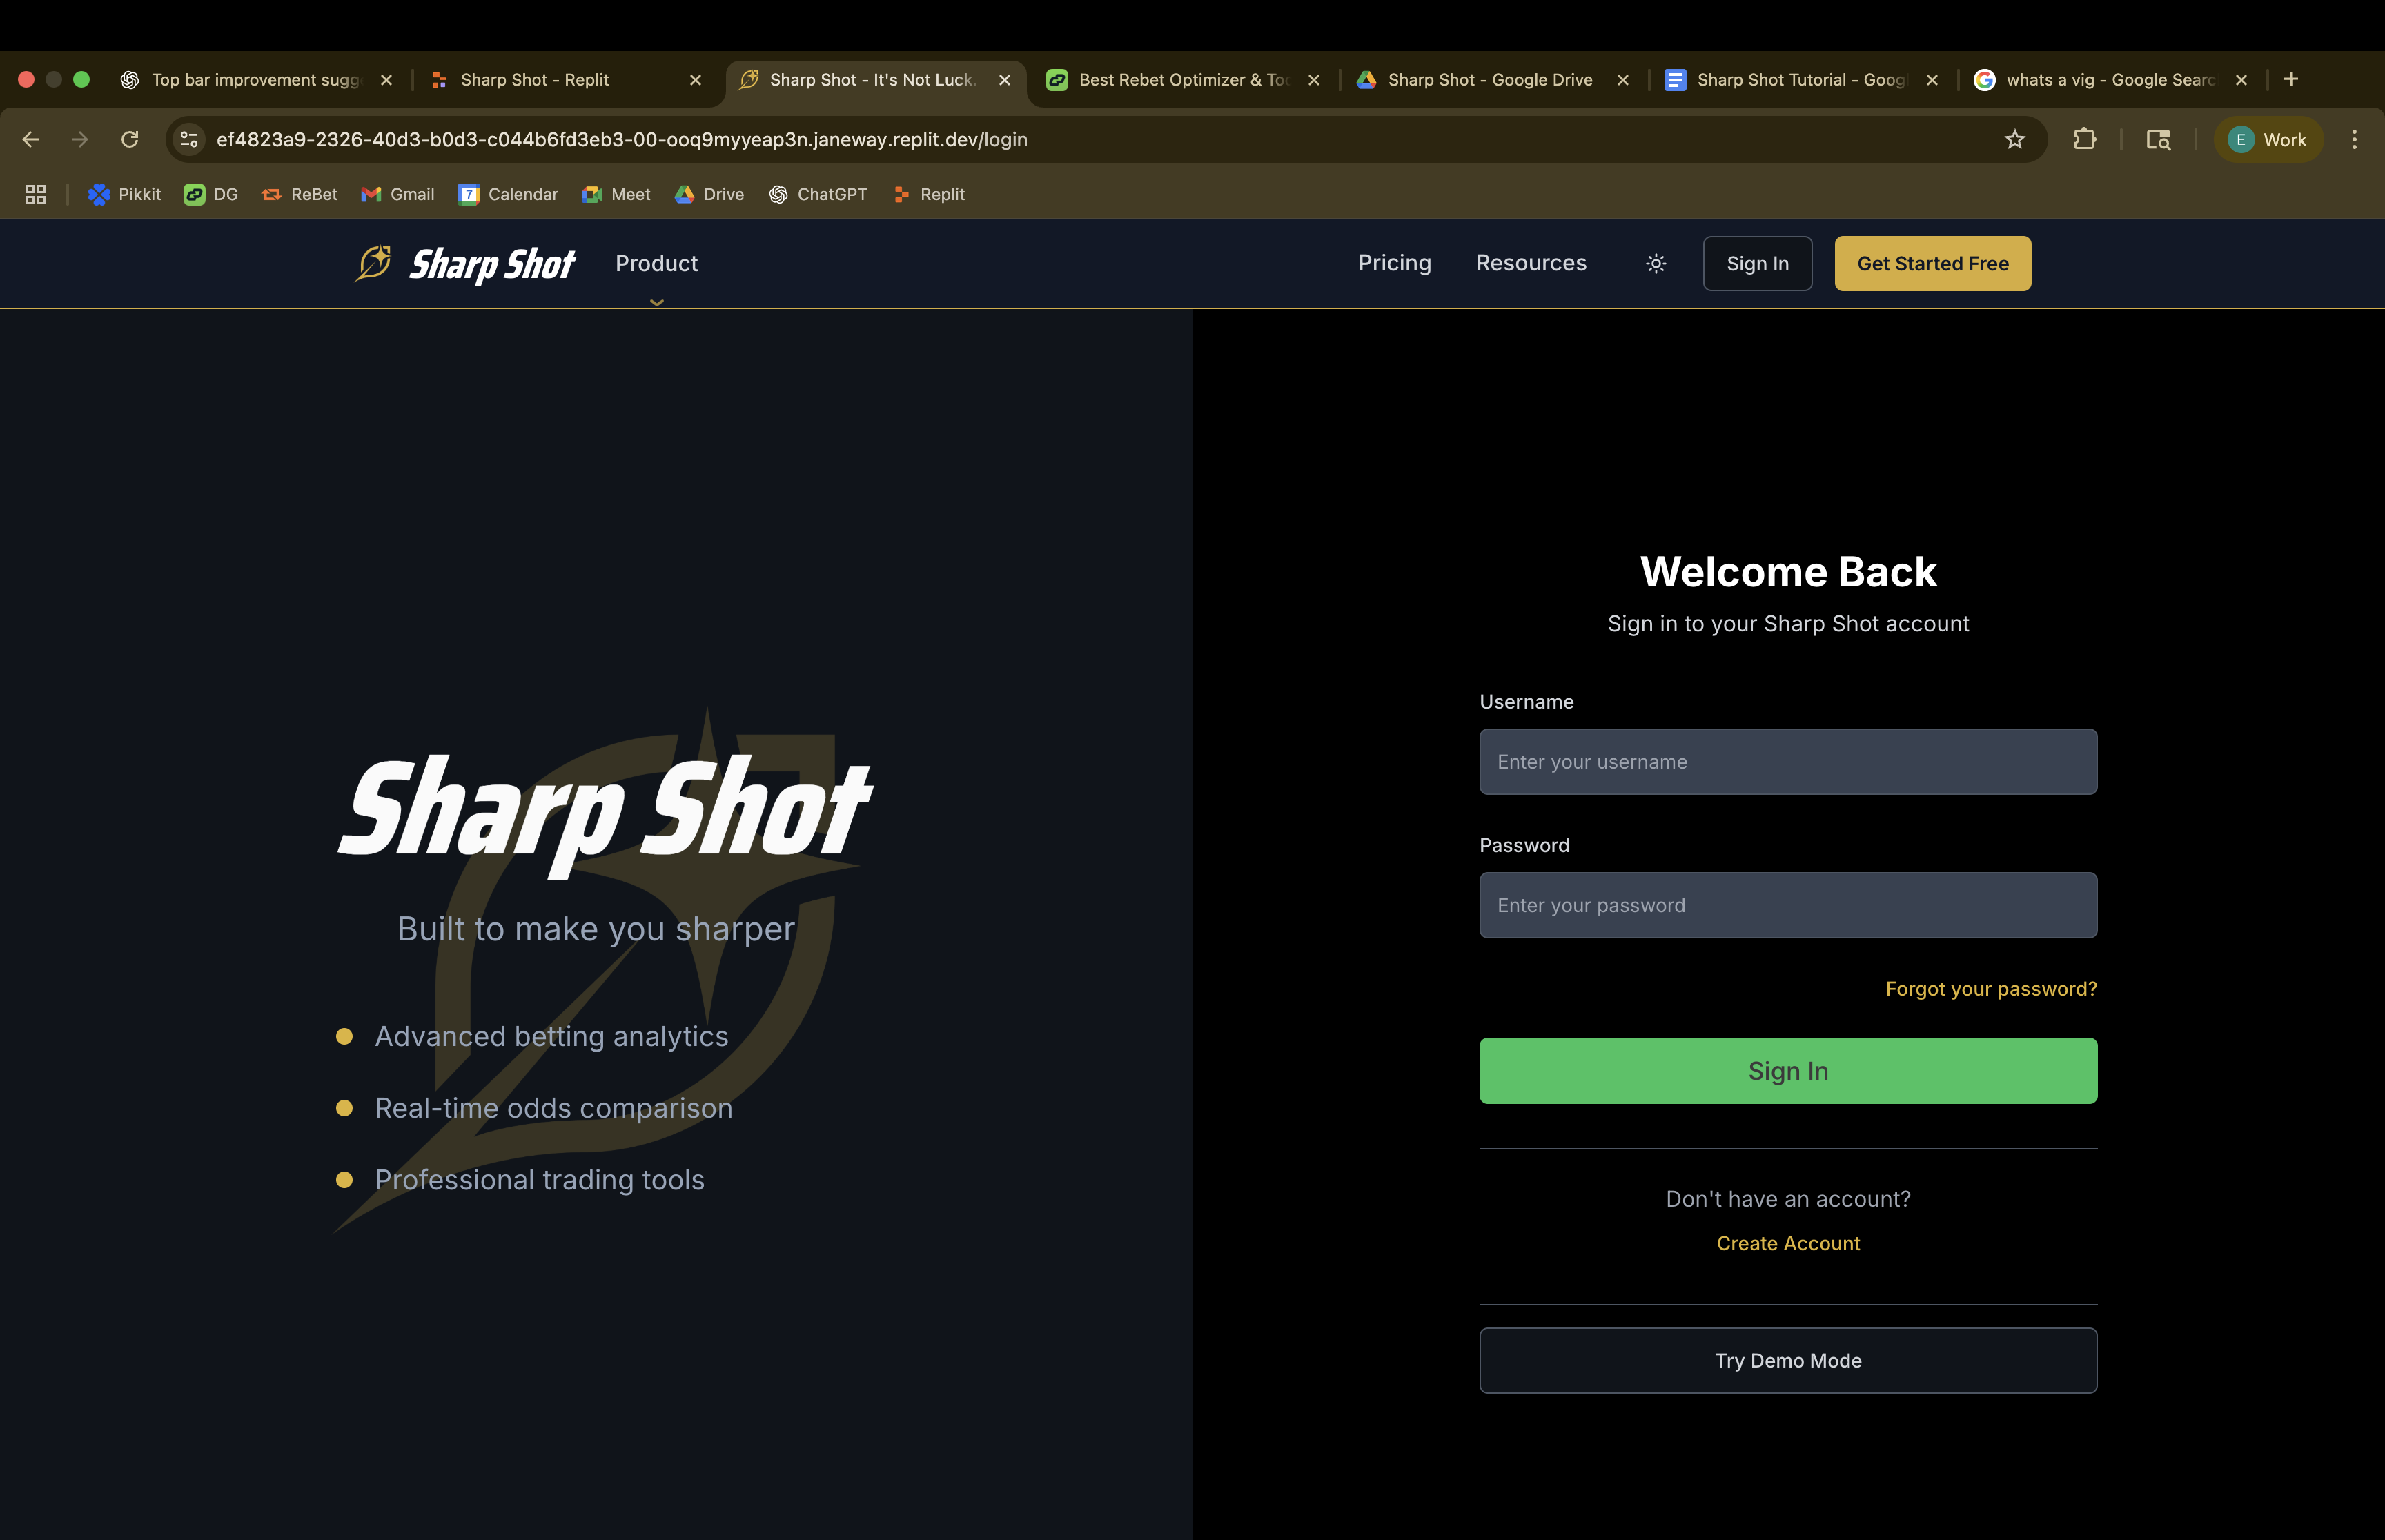 Top bar improvement sugg
Sharp Shot - Replit
Sharp Shot - It's Not Luck.
Best Rebet Optimizer & Too
Sharp Shot - Google Drive
Sharp Shot Tutorial - Goog
whats a vig - Google Searc
ef4823a9-2326-40d3-b0d3-c044b6fd3eb3-00-ooq9myyeap3n.janeway.replit.dev/login
E
Work
Pikkit
DG
ReBet
Gmail
7
Calendar
Meet
Drive
ChatGPT
Replit
Sharp Shot
Product
Pricing
Resources
Sign In
Get Started Free
Sharp Shot
Built to make you sharper
Advanced betting analytics
Real-time odds comparison
Professional trading tools
Welcome Back
Sign in to your Sharp Shot account
Username
Enter your username
Password
Enter your password
Forgot your password?
Sign In
Don't have an account?
Create Account
Try Demo Mode